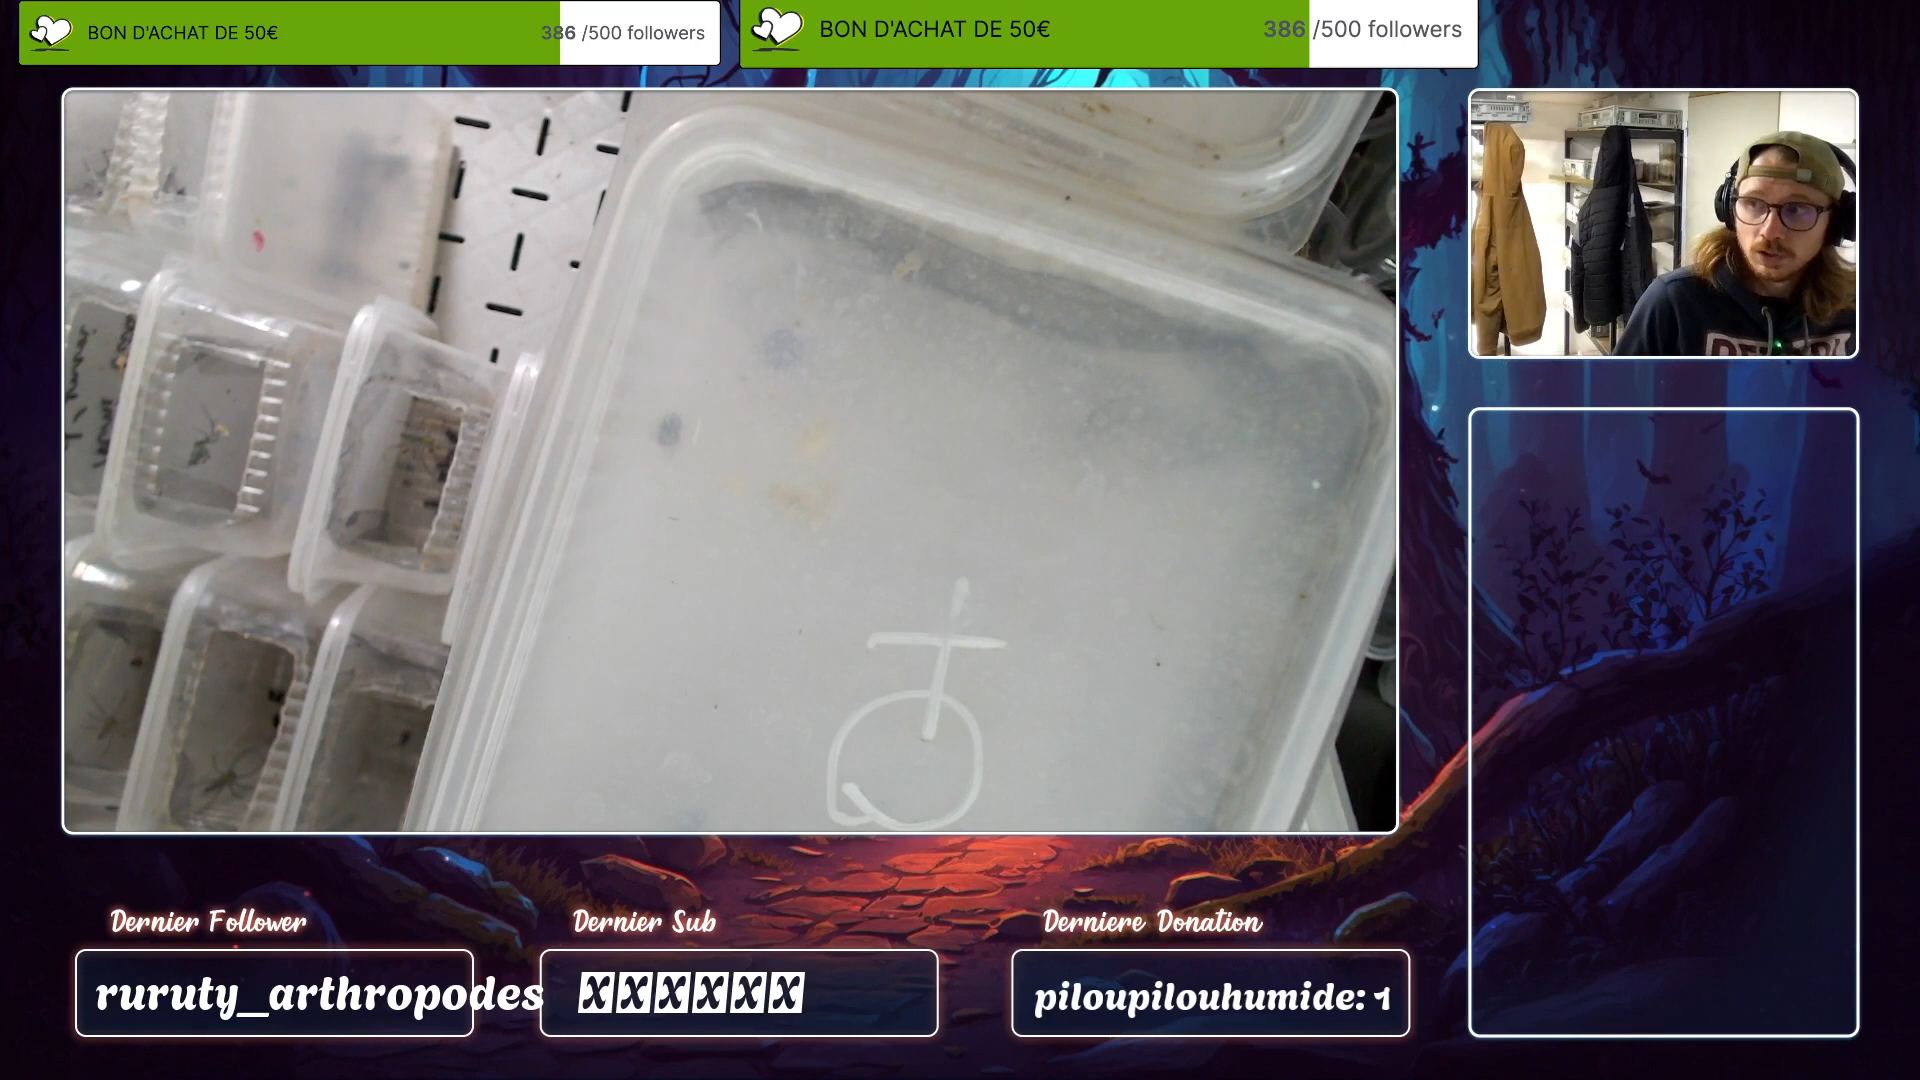 BON D'ACHAT DE 50€ 386 /500 followers
BON D'ACHAT DE 50€ 386 /500 followers
Dernier Follower
ruruty_arthropodes
Dernier Sub
Derniere Donation
piloupilouhumide: 1